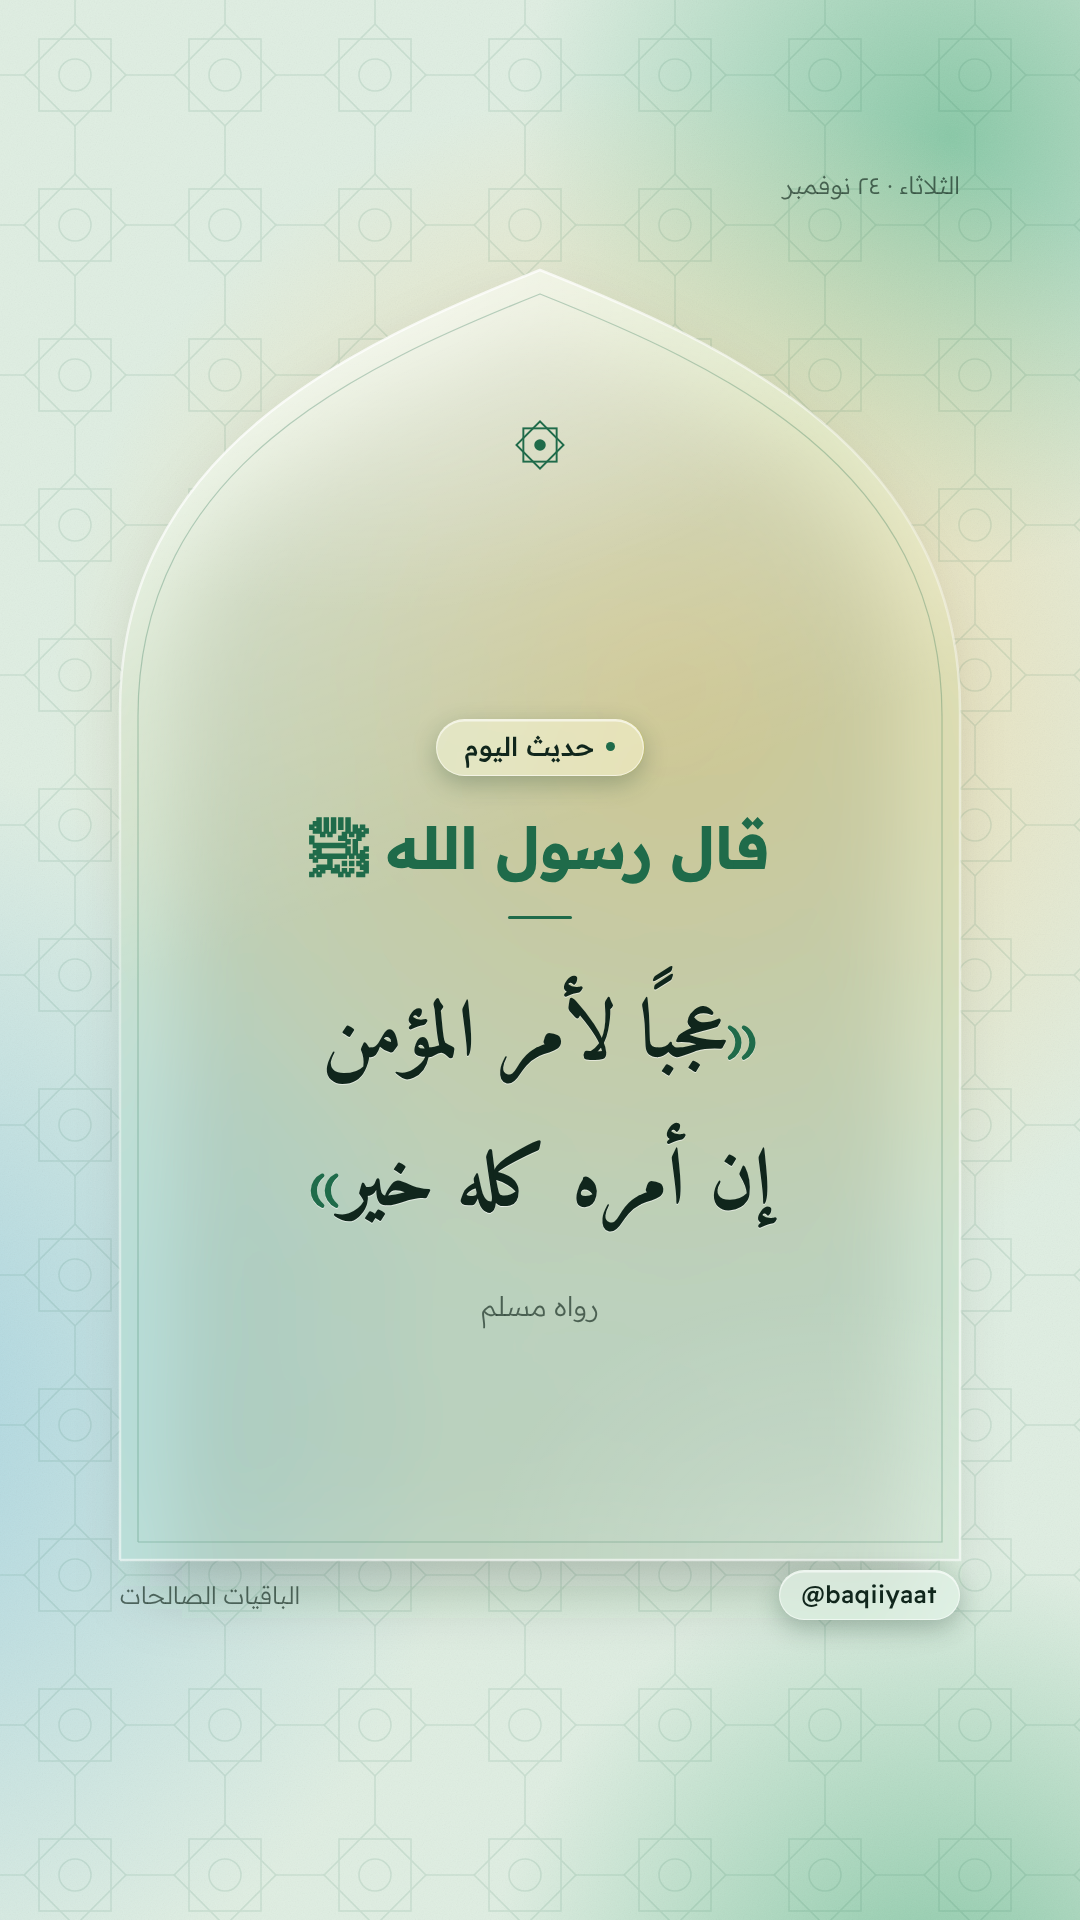 الثلاثاء · ٢٤ نوفمبر
حديث اليوم
قال رسول الله ﷺ
«عجبًا لأمر المؤمن
إن أمره كله خير»
رواه مسلم
@baqiiyaat
الباقيات الصالحات